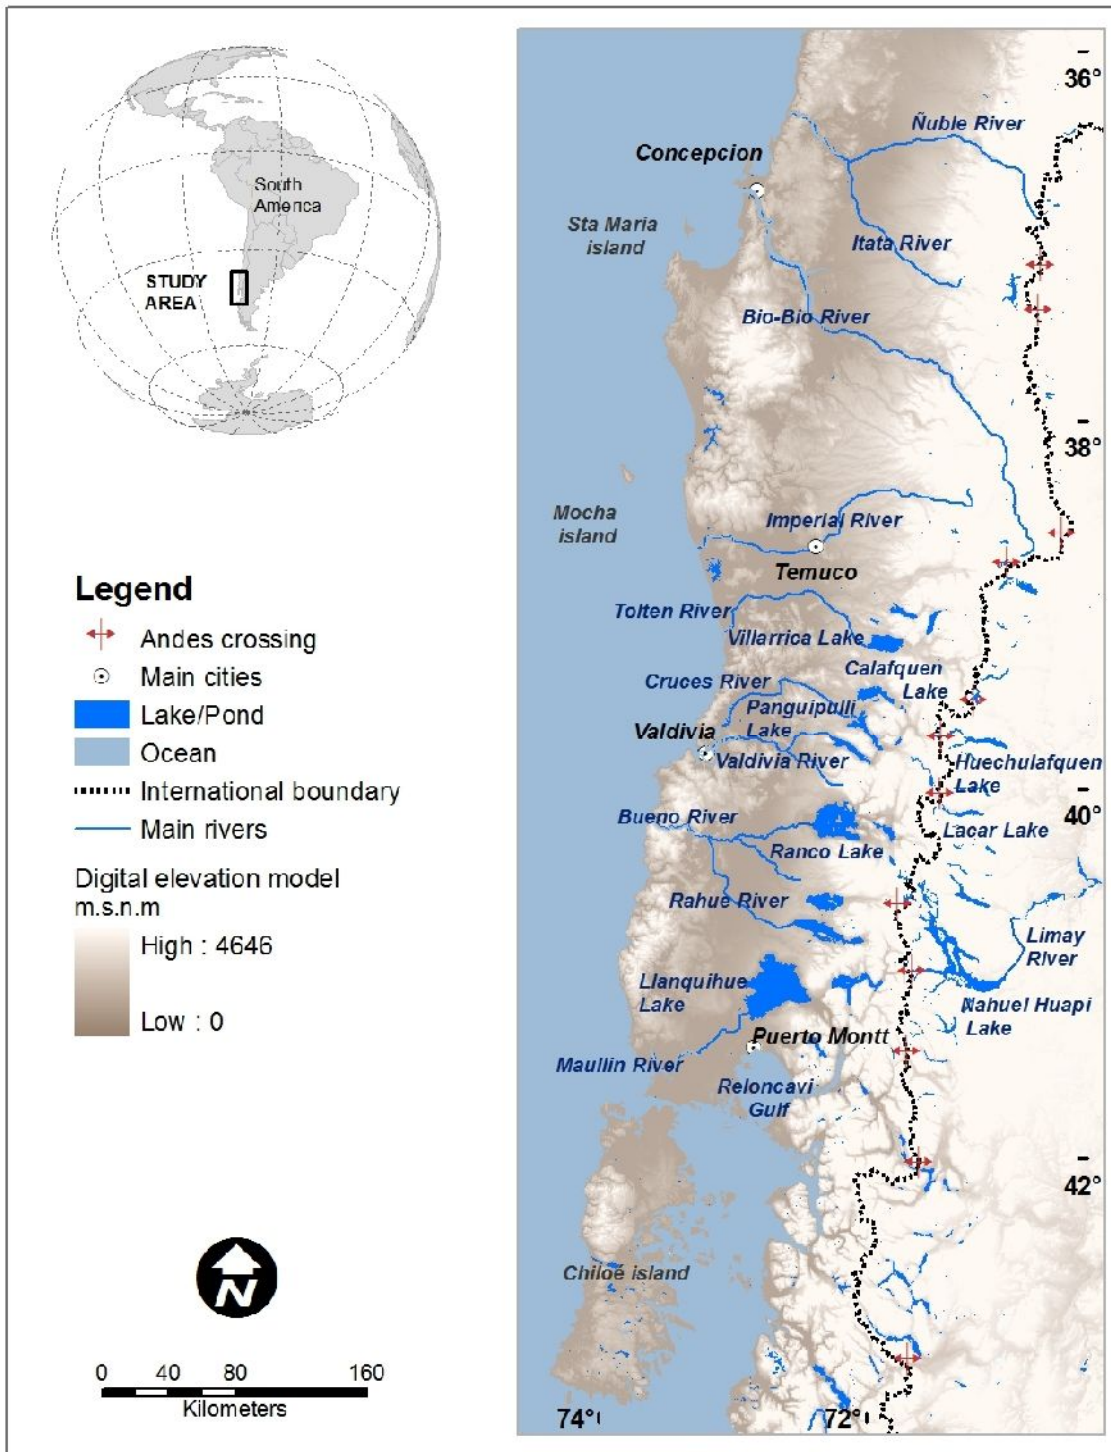 South
America
STUDY
AREA
Legend
Andes crossing
Main cities
Lake/Pond
Ocean
International boundary
Main rivers
Digital elevation model
m.s.n.m
High : 4646
Low : 0
N
0 40 80 160
Kilometers
36°
Ñuble River
Concepcion
Sta Maria
island
Itata River
Bio-Bio River
38°
Mocha
island
Imperial River
Temuco
Tolten River
Villarrica Lake
Calafquen
Lake
Cruces River
Panguipulli
Lake
Valdivia
Valdivia River
Huechulafquen
Lake
Bueno River
40°
Lacar Lake
Ranco Lake
Rahue River
Limay
River
Llanquihue
Lake
Nahuel Huapi
Lake
Puerto Montt
Maullin River
Reloncavi
Gulf
42°
Chiloé island
74°
72°